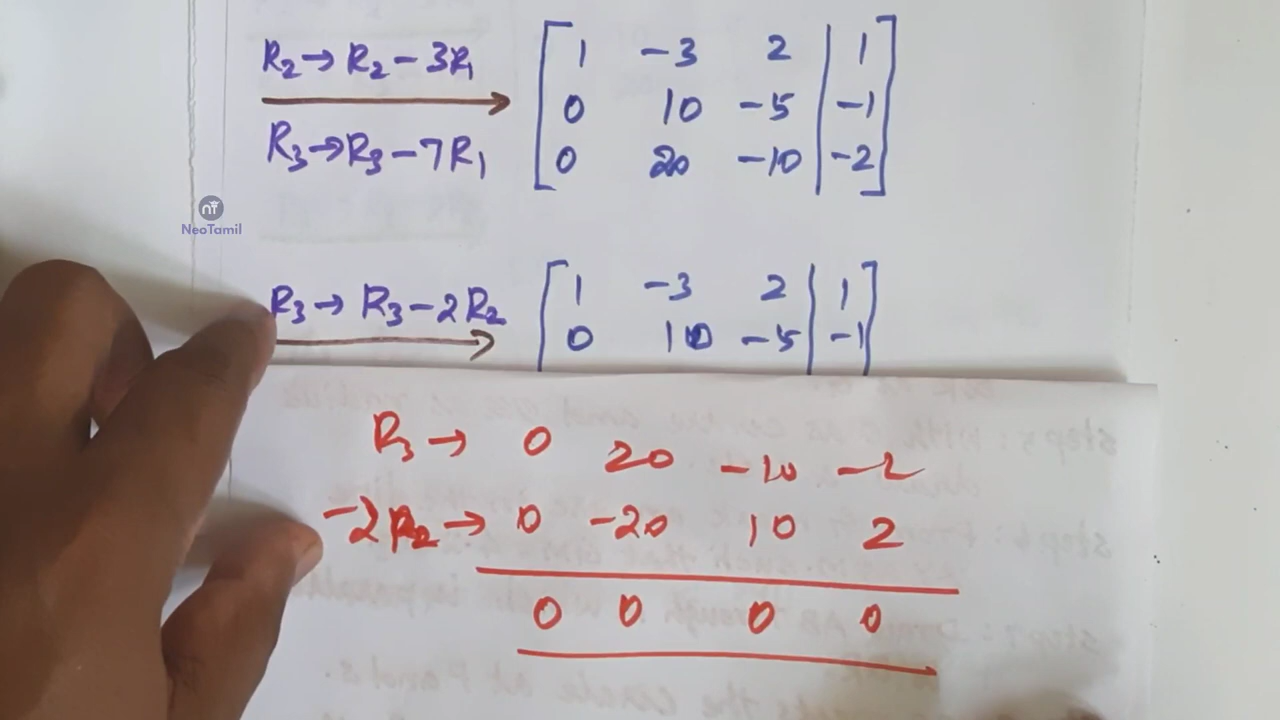 R₂→ R₂ - 3R₁
R₃→R₃ - 7R₁
1 -3 2 | 1
0 10 -5 | -1
0 20 -10 | -2
NeoTamil
R₃→ R₃ - 2R₂
1 -3 2 | 1
0 10 -5 | -1
R₃ → 0 20 -10 -2
-2R₂ → 0 -20 10 2
0 0 0 0